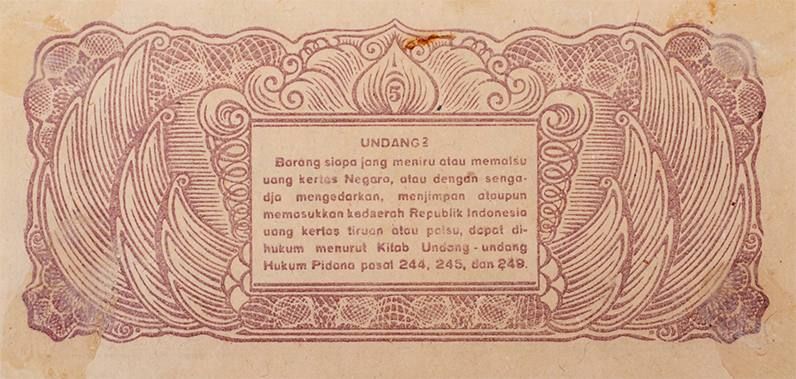 5
UNDANG2
Barang siapa jang meniru atau memalsu
uang kertas Negara, atau dengan senga-
dja mengedarkan, menjimpan ataupun
memasukkan kedaerah Republik Indonesia
uang kertas tiruan atau palsu, dapat di-
hukum menurut Kitab Undang-undang
Hukum Pidana pasal 244, 245, dan 249.